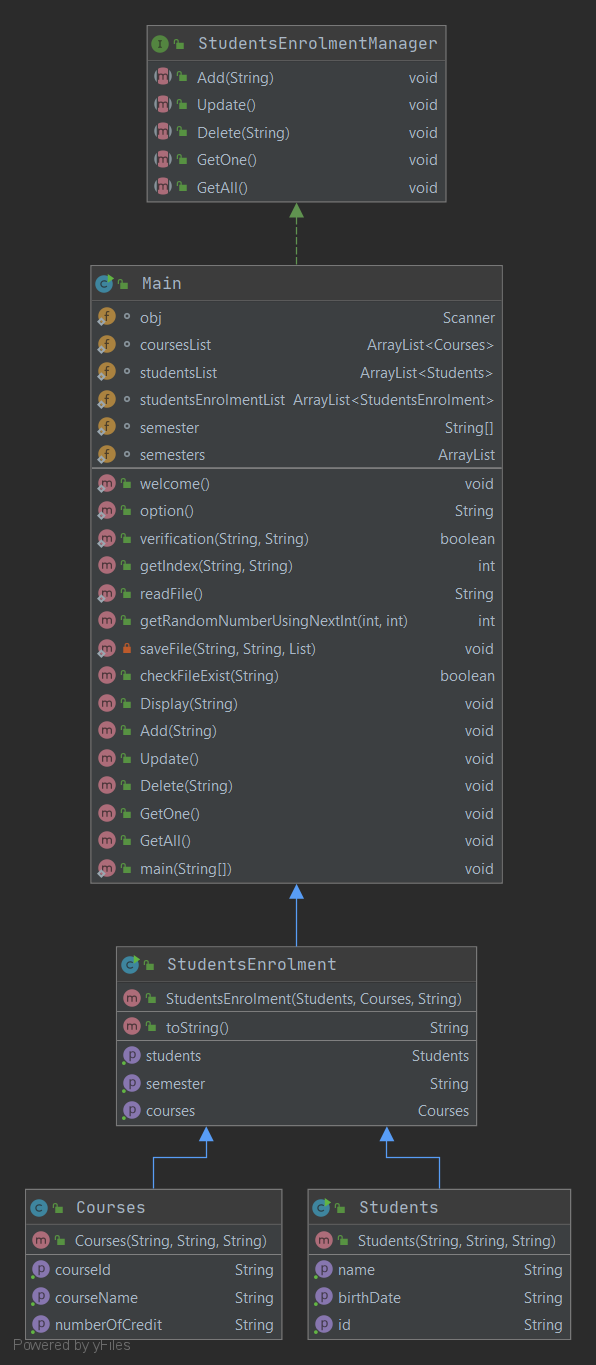 StudentsEnrolmentManager
Add(String) void
Update() void
Delete(String) void
GetOne() void
GetAll() void
Main
obj Scanner
coursesList ArrayList<Courses>
studentsList ArrayList<Students>
studentsEnrolmentList ArrayList<StudentsEnrolment>
semester String[]
semesters ArrayList
welcome() void
option() String
verification(String, String) boolean
getIndex(String, String) int
readFile() String
getRandomNumberUsingNextInt(int, int) int
saveFile(String, String, List) void
checkFileExist(String) boolean
Display(String) void
Add(String) void
Update() void
Delete(String) void
GetOne() void
GetAll() void
main(String[]) void
StudentsEnrolment
StudentsEnrolment(Students, Courses, String)
toString() String
students Students
semester String
courses Courses
Courses
Courses(String, String, String)
courseId String
courseName String
numberOfCredit String
Students
Students(String, String, String)
name String
birthDate String
id String
Powered by yFiles